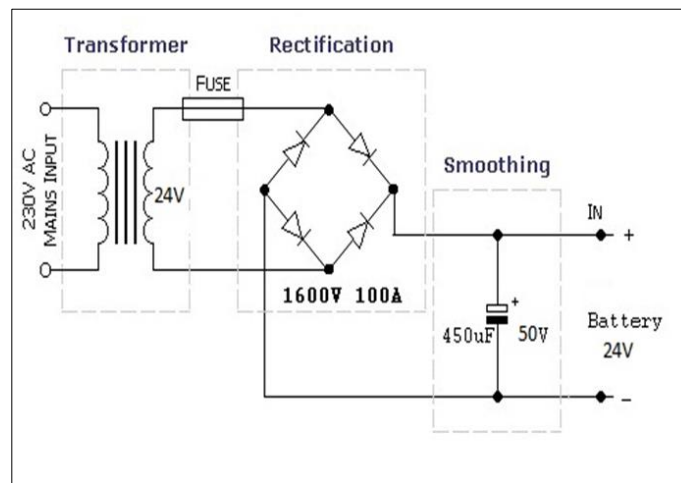 Transformer
Rectification
FUSE
230V AC
MAINS INPUT
24V
1600V 100A
Smoothing
IN
+
+
450uF
50V
Battery
24V
-